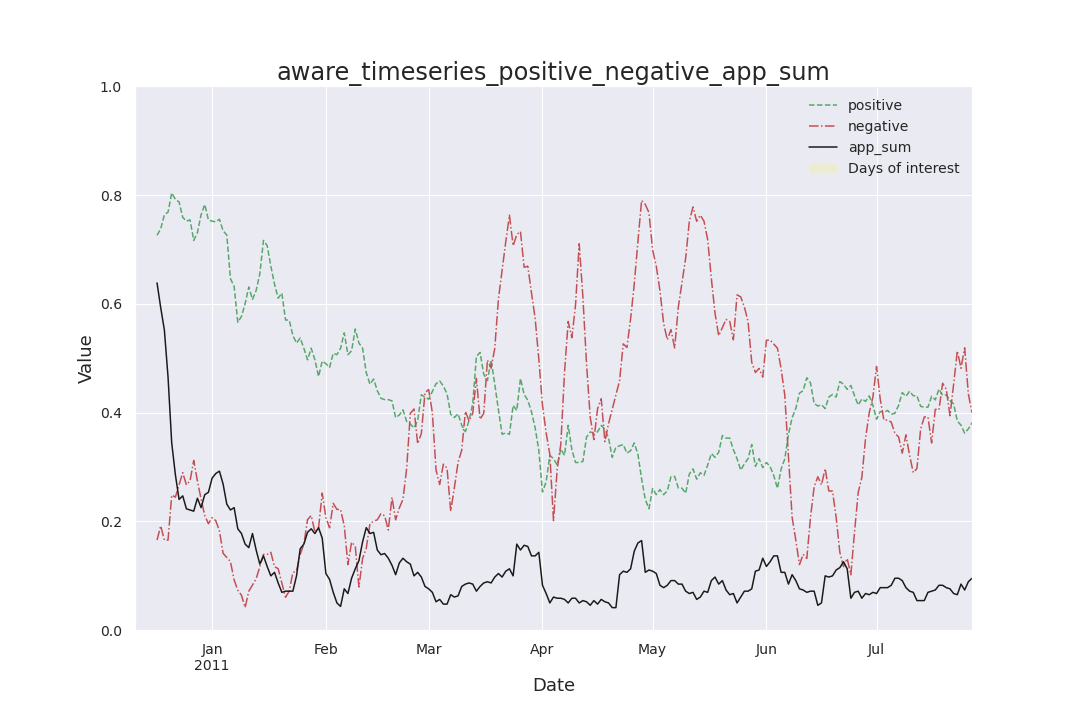 aware_timeseries_positive_negative_app_sum
1.0
0.8
0.6
0.4
0.2
0.0
Value
positive
negative
app_sum
Days of interest
Jan Feb Mar Apr May Jun Jul
2011
Date